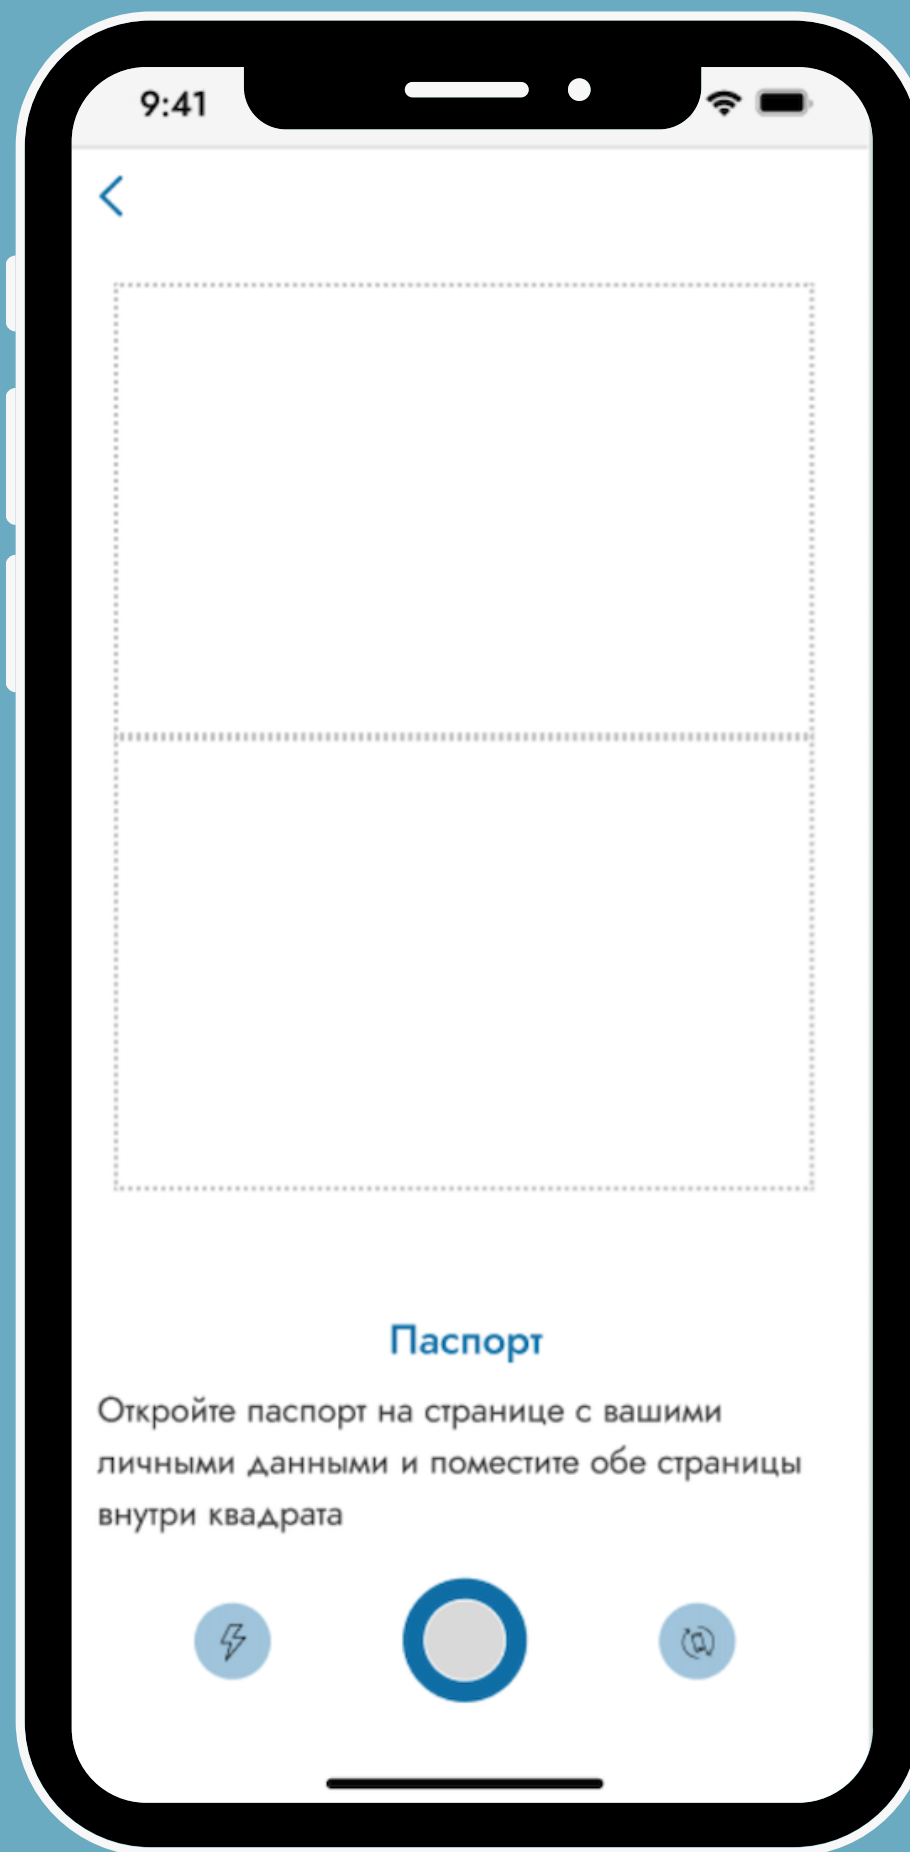 9:41
Паспорт
Откройте паспорт на странице с вашими
личными данными и поместите обе страницы
внутри квадрата